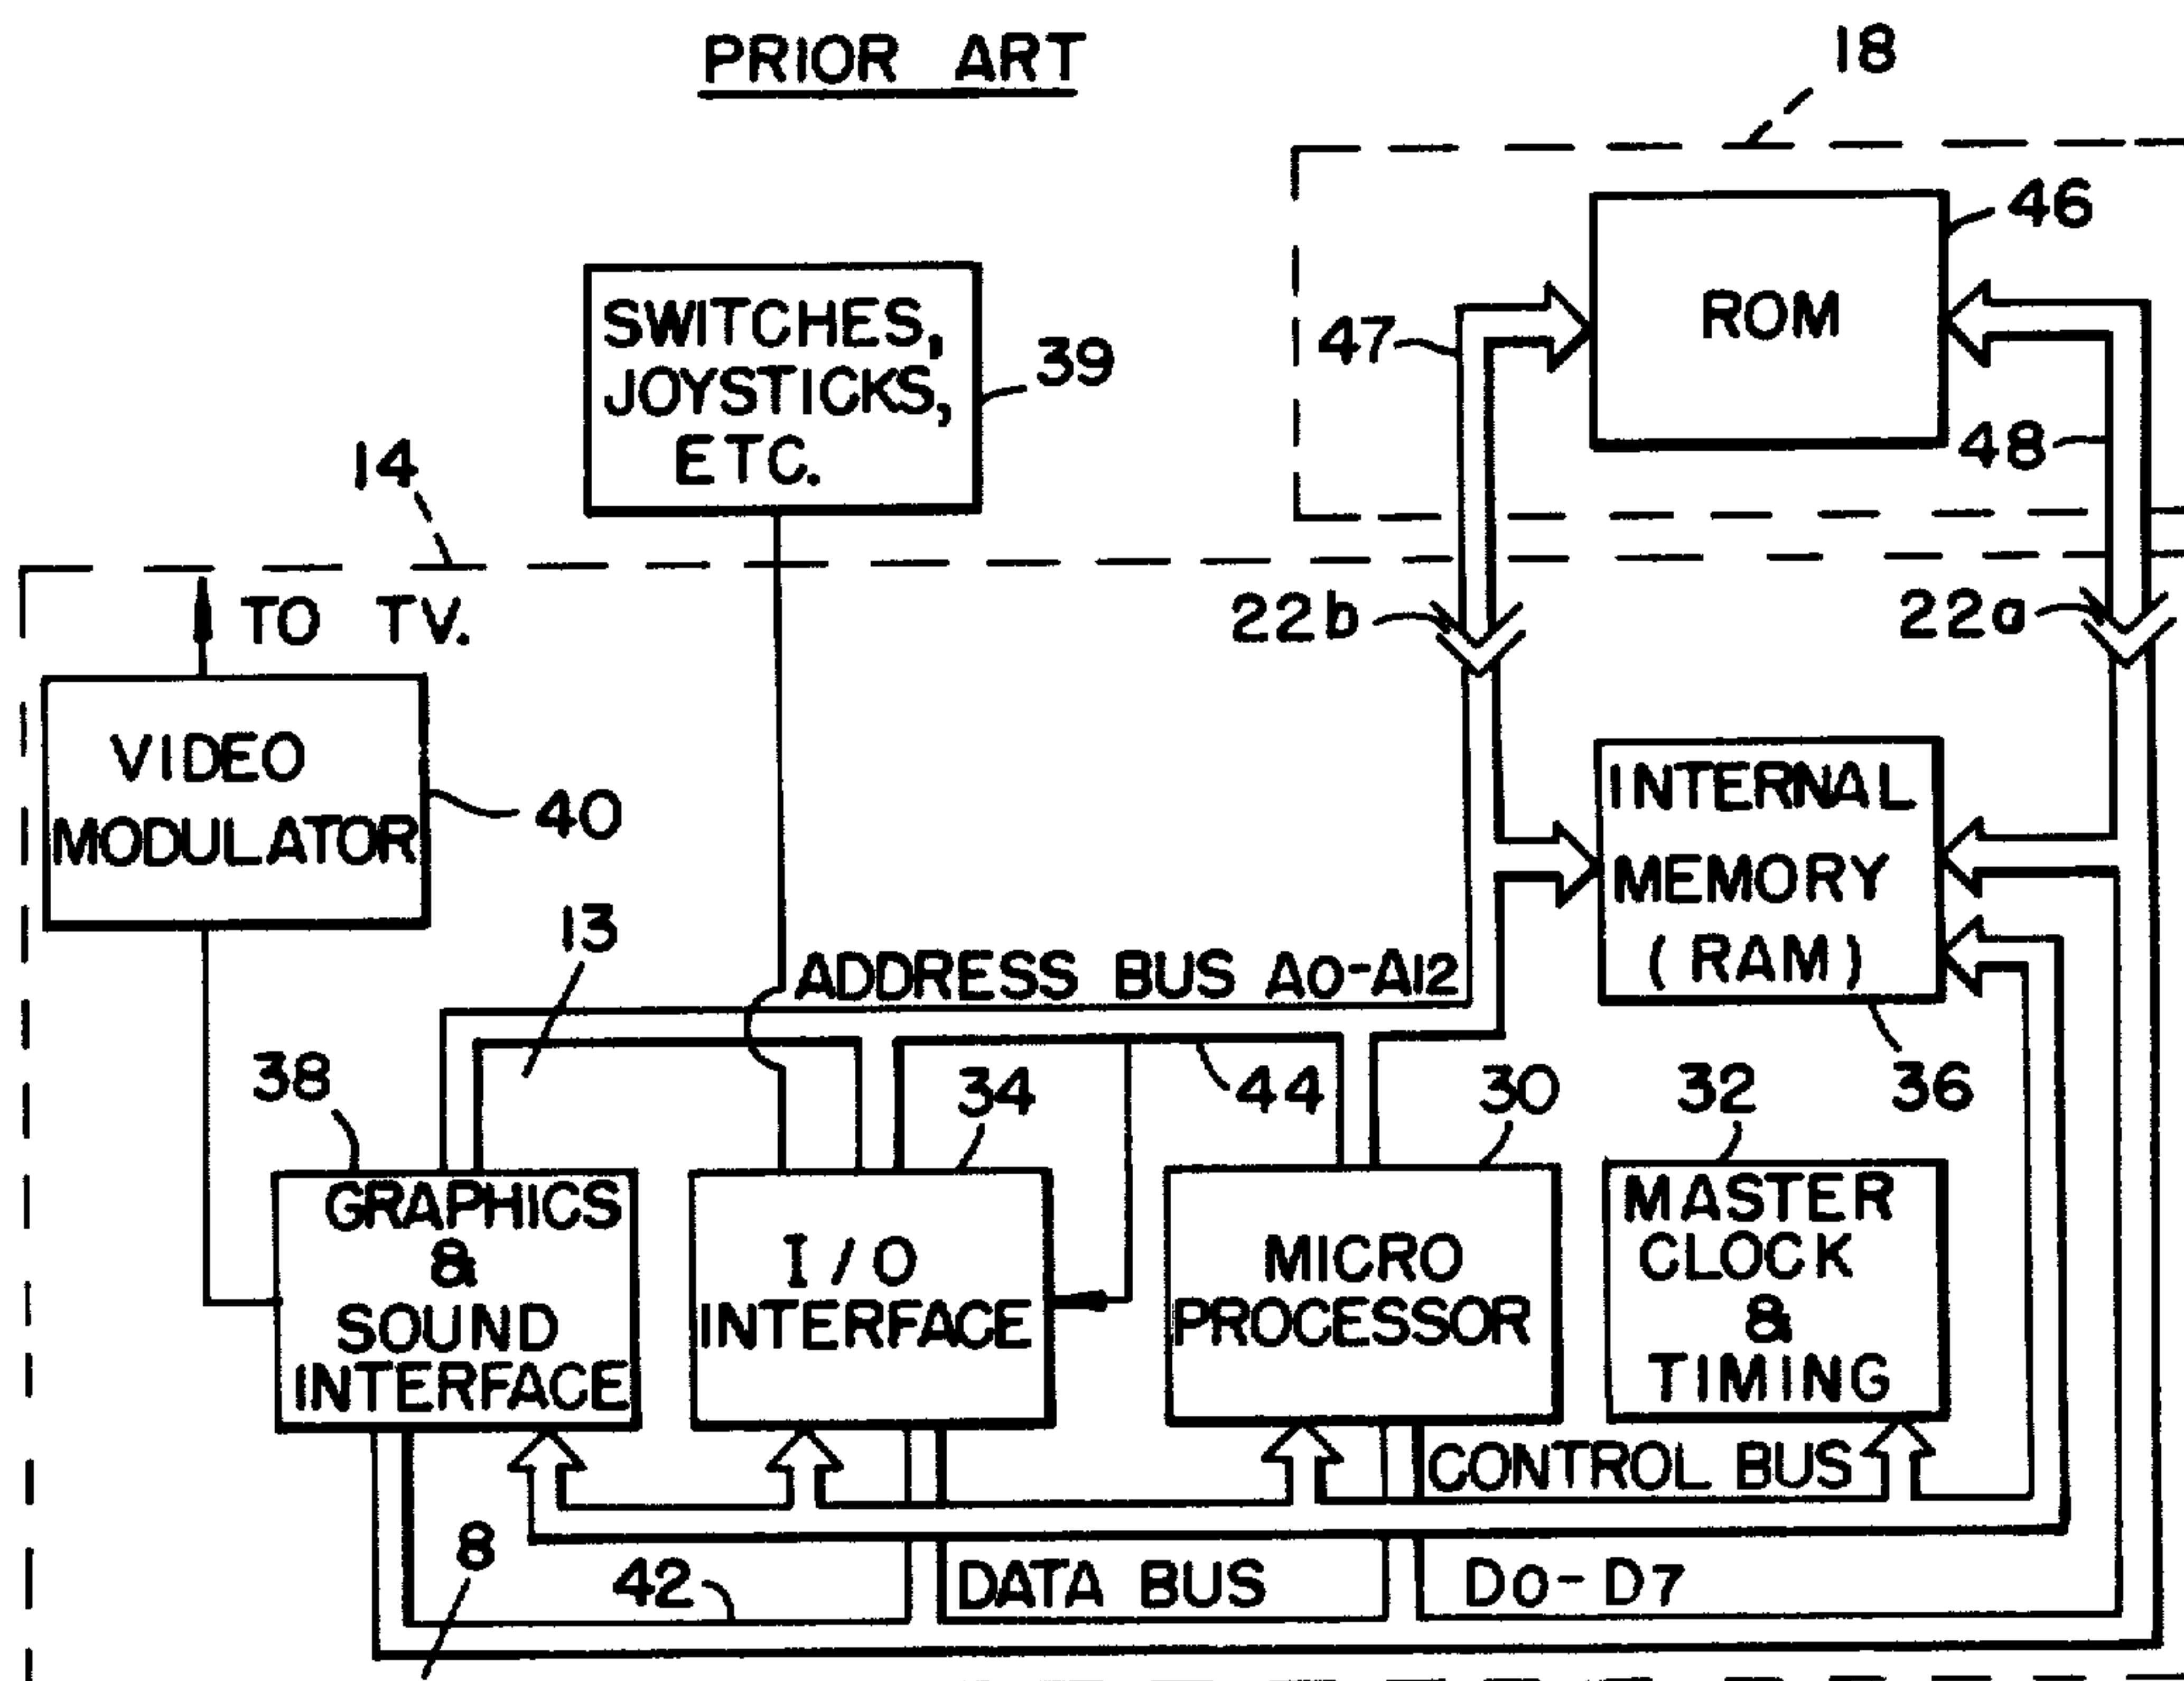 PRIOR ART
18
46
ROM
47
48
SWITCHES,
JOYSTICKS,
ETC.
39
14
TO TV.
22b
22a
VIDEO
MODULATOR
40
INTERNAL
MEMORY
(RAM)
13
ADDRESS BUS A0-A12
38
34
44
30
32
36
GRAPHICS
&
SOUND
INTERFACE
I/O
INTERFACE
MICRO
PROCESSOR
MASTER
CLOCK
&
TIMING
CONTROL BUS
8
42
DATA BUS D0-D7